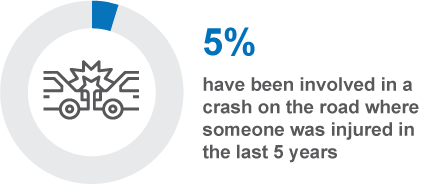 5%
have been involved in a
crash on the road where
someone was injured in
the last 5 years